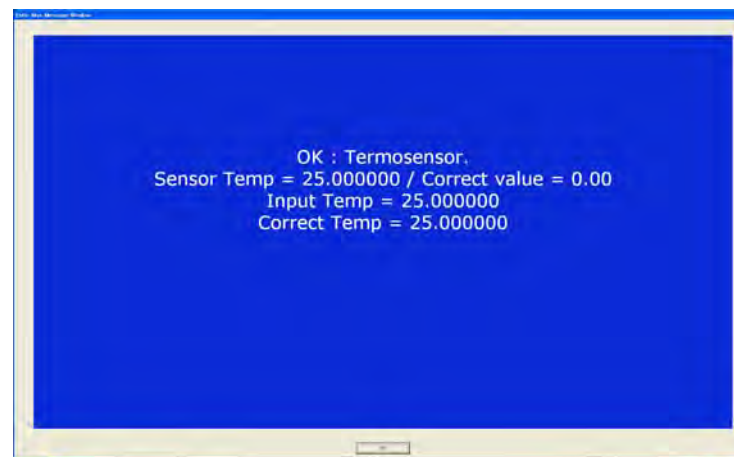 OK : Termosensor.
Sensor Temp = 25.000000 / Correct value = 0.00
Input Temp = 25.000000
Correct Temp = 25.000000